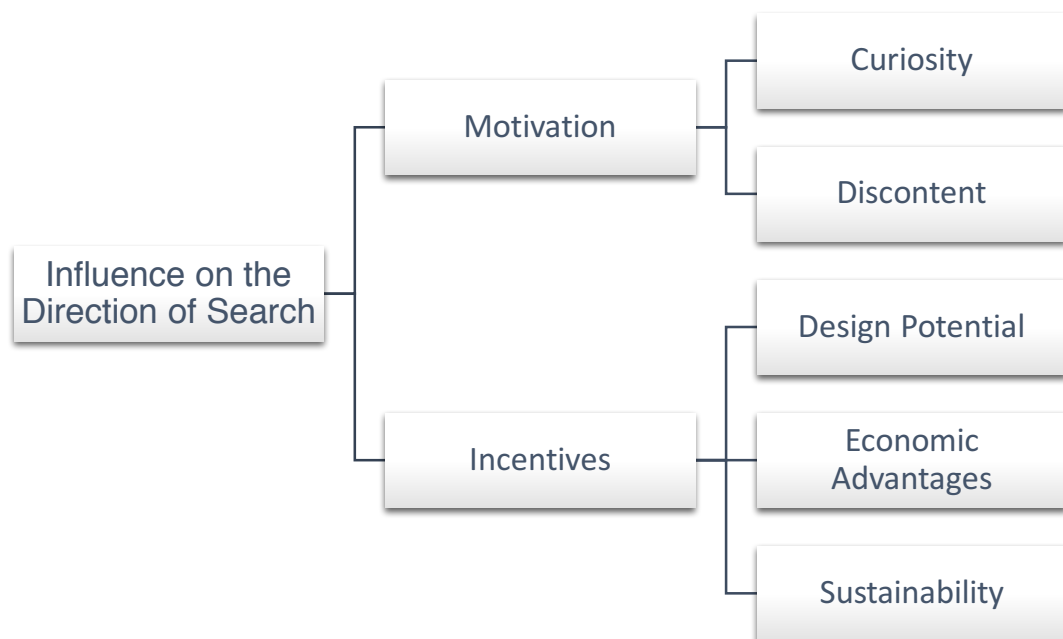 Influence on the
Direction of Search
Motivation
Curiosity
Discontent
Incentives
Design Potential
Economic
Advantages
Sustainability